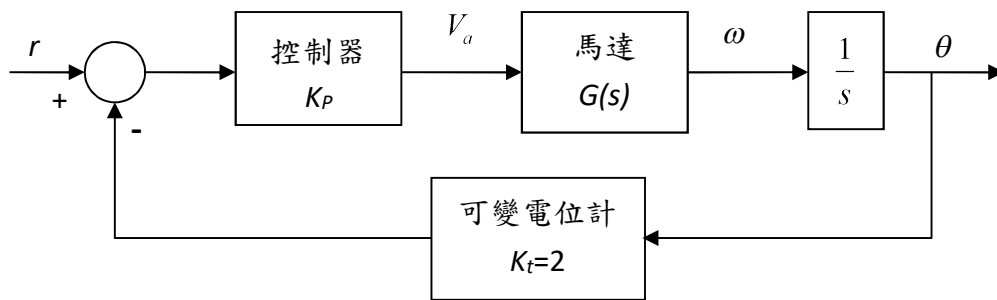 r
+
-
控制器
K_P
V_a
馬達
G(s)
ω
1
s
θ
可變電位計
K_t=2